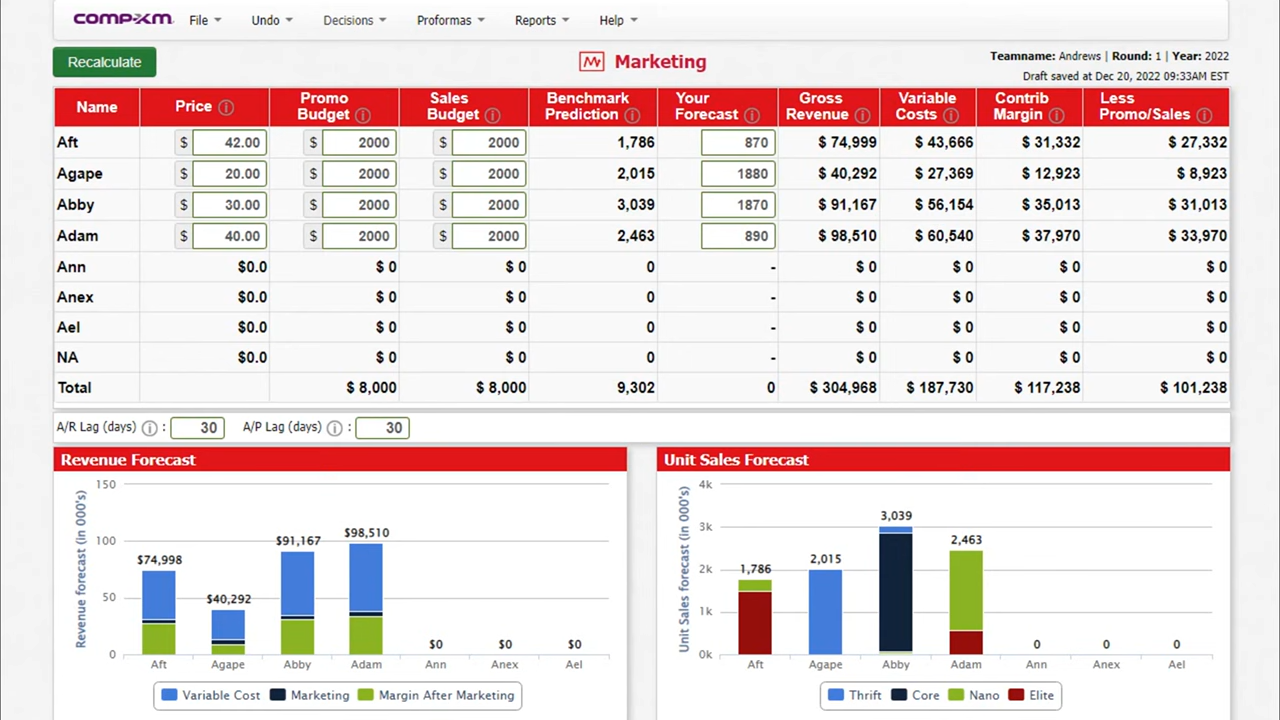 COMP-XM File Undo Decisions Proformas Reports Help
Recalculate
Marketing
Teamname: Andrews | Round: 1 | Year: 2022
Draft saved at Dec 20, 2022 09:33AM EST
Name Price Promo Budget Sales Budget Benchmark Prediction Your Forecast Gross Revenue Variable Costs Contrib Margin Less Promo/Sales
Aft $ 42.00 $ 2000 $ 2000 1,786 870 $ 74,999 $ 43,666 $ 31,332 $ 27,332
Agape $ 20.00 $ 2000 $ 2000 2,015 1880 $ 40,292 $ 27,369 $ 12,923 $ 8,923
Abby $ 30.00 $ 2000 $ 2000 3,039 1870 $ 91,167 $ 56,154 $ 35,013 $ 31,013
Adam $ 40.00 $ 2000 $ 2000 2,463 890 $ 98,510 $ 60,540 $ 37,970 $ 33,970
Ann $0.0 $ 0 $ 0 0 - $ 0 $ 0 $ 0 $ 0
Anex $0.0 $ 0 $ 0 0 - $ 0 $ 0 $ 0 $ 0
Ael $0.0 $ 0 $ 0 0 - $ 0 $ 0 $ 0 $ 0
NA $0.0 $ 0 $ 0 0 - $ 0 $ 0 $ 0 $ 0
Total $ 8,000 $ 8,000 9,302 0 $ 304,968 $ 187,730 $ 117,238 $ 101,238
A/R Lag (days) : 30 A/P Lag (days) : 30
Revenue Forecast
Revenue forecast (in 000's)
150
100
50
0
$74,998 $40,292 $91,167 $98,510 $0 $0 $0
Aft Agape Abby Adam Ann Anex Ael
Variable Cost Marketing Margin After Marketing
Unit Sales Forecast
Unit Sales forecast (in 000's)
4k
3k
2k
1k
0k
1,786 2,015 3,039 2,463 0 0 0
Aft Agape Abby Adam Ann Anex Ael
Thrift Core Nano Elite